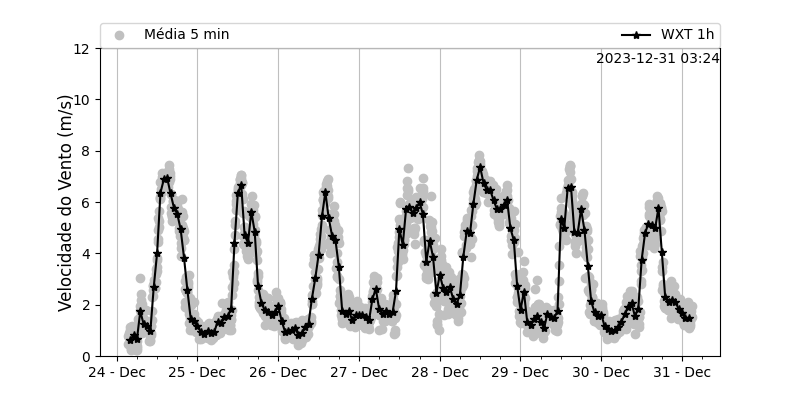 Média 5 min
WXT 1h
2023-12-31 03:24
Velocidade do Vento (m/s)
12
10
8
6
4
2
0
24 - Dec
25 - Dec
26 - Dec
27 - Dec
28 - Dec
29 - Dec
30 - Dec
31 - Dec